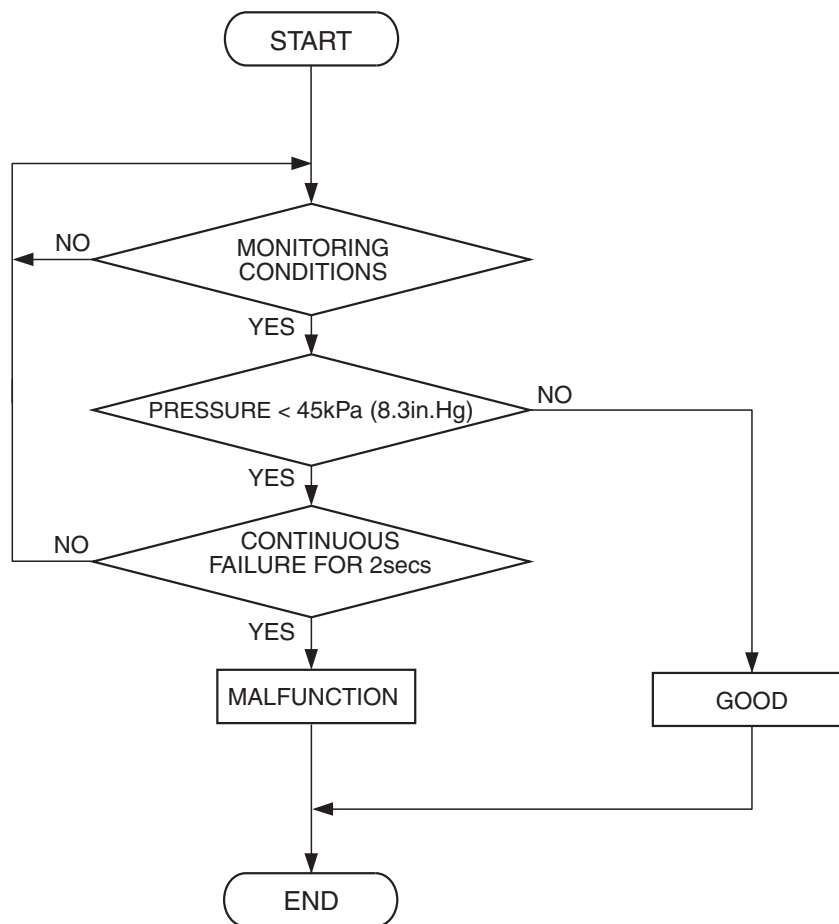 START
NO
MONITORING
CONDITIONS
YES
PRESSURE < 45kPa (8.3in.Hg)
NO
YES
NO
CONTINUOUS
FAILURE FOR 2secs
YES
MALFUNCTION
GOOD
END